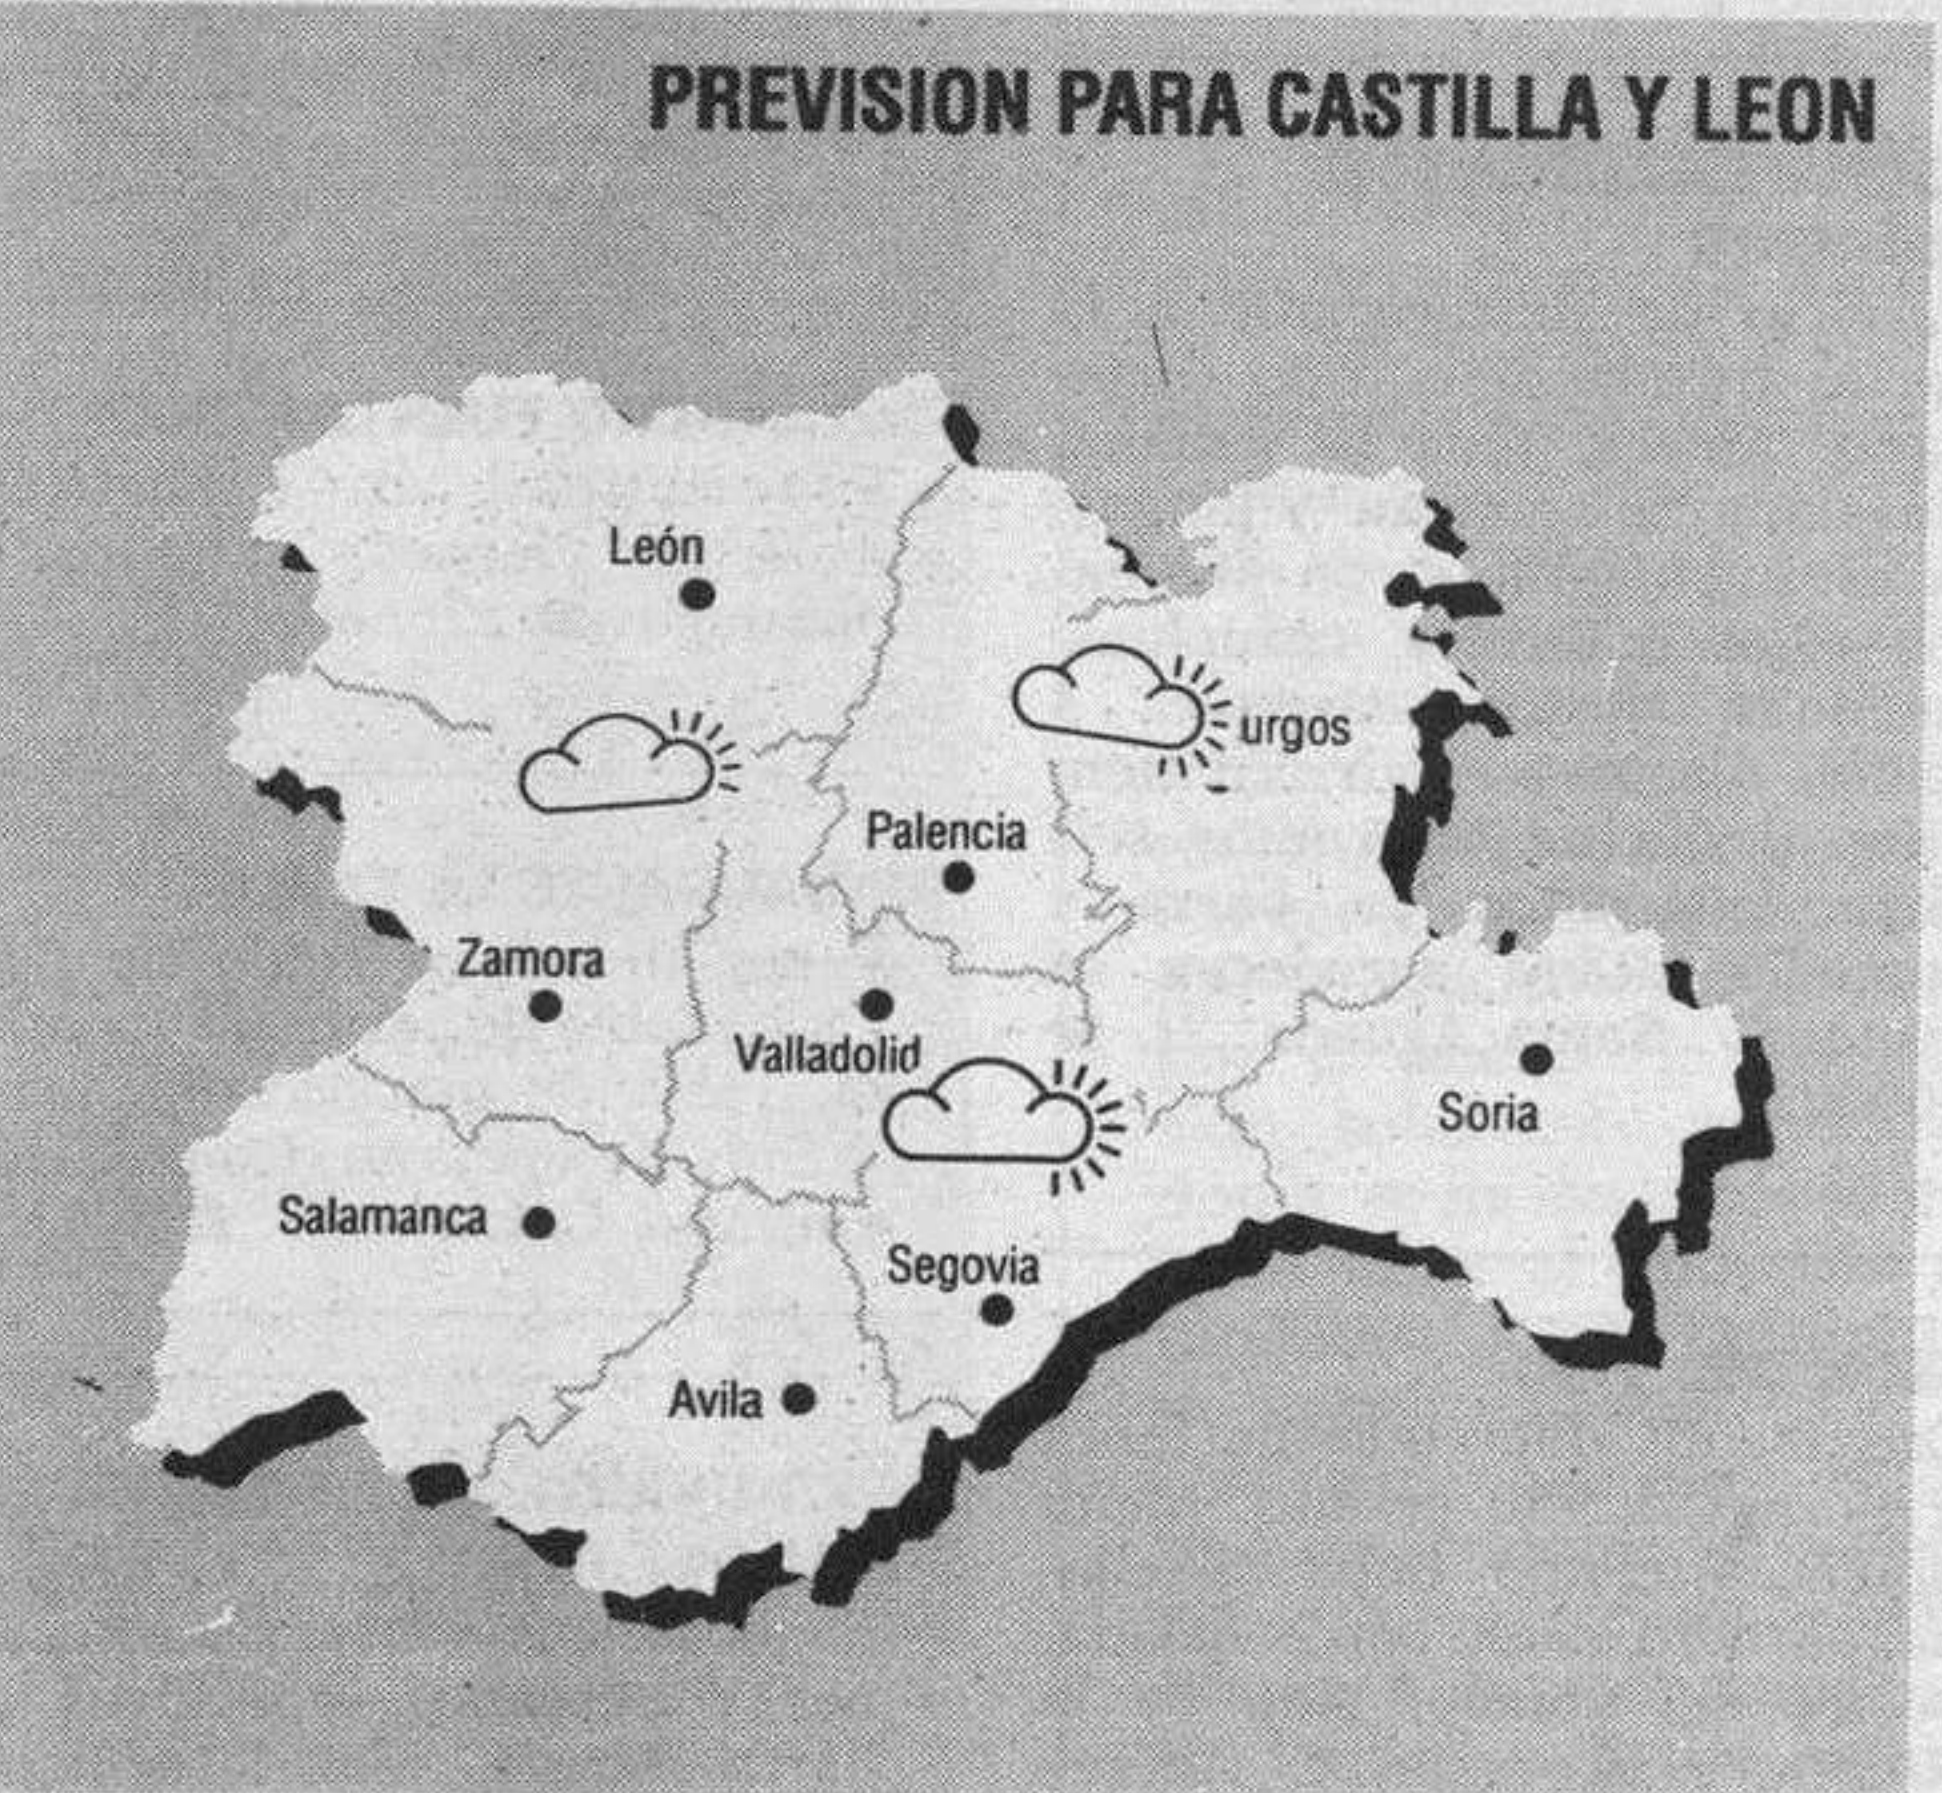 PREVISION PARA CASTILLA Y LEON
León
urgos
Palencia
Zamora
Valladolid
Soria
Salamanca
Segovia
Avila